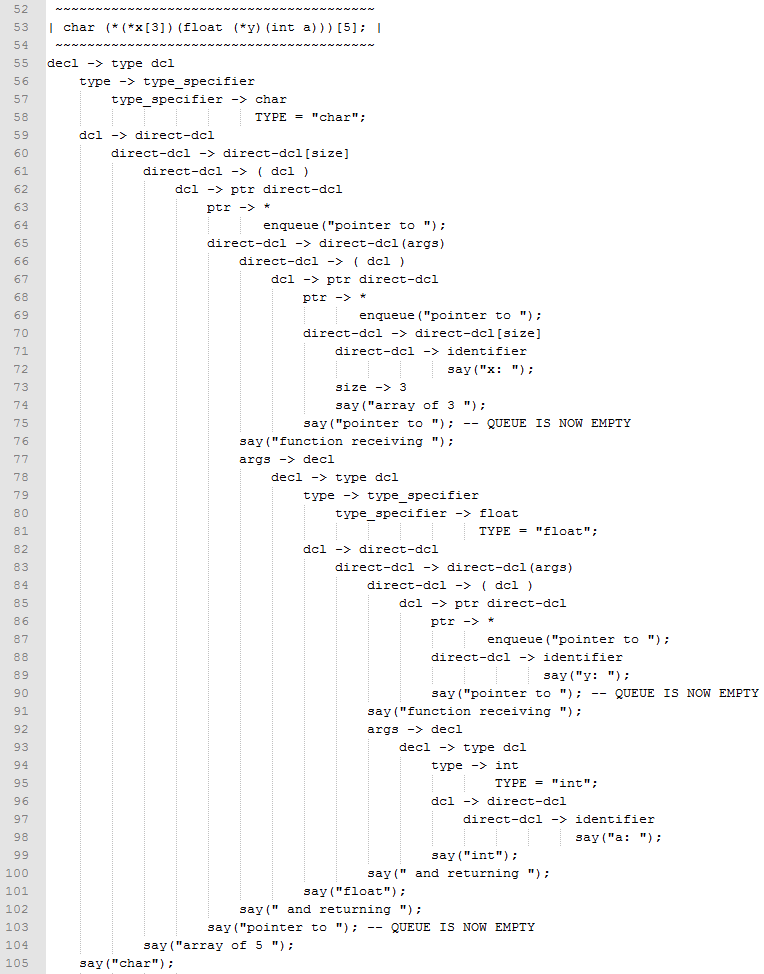 52 ~~~~~~~~~~~~~~~~~~~~~~~~~~~~~~~~~~~~~~~~
53 | char (*(*x[3])(float (*y)(int a)))[5]; |
54 ~~~~~~~~~~~~~~~~~~~~~~~~~~~~~~~~~~~~~~~~
55 decl -> type dcl
56     type -> type_specifier
57         type_specifier -> char
58                           TYPE = "char";
59     dcl -> direct-dcl
60         direct-dcl -> direct-dcl[size]
61             direct-dcl -> ( dcl )
62                 dcl -> ptr direct-dcl
63                     ptr -> *
64                            enqueue("pointer to ");
65                     direct-dcl -> direct-dcl(args)
66                         direct-dcl -> ( dcl )
67                             dcl -> ptr direct-dcl
68                                 ptr -> *
69                                        enqueue("pointer to ");
70                                 direct-dcl -> direct-dcl[size]
71                                     direct-dcl -> identifier
72                                                   say("x: ");
73                                     size -> 3
74                                     say("array of 3 ");
75                                 say("pointer to "); -- QUEUE IS NOW EMPTY
76                         say("function receiving ");
77                         args -> decl
78                             decl -> type dcl
79                                 type -> type_specifier
80                                     type_specifier -> float
81                                                       TYPE = "float";
82                                 dcl -> direct-dcl
83                                     direct-dcl -> direct-dcl(args)
84                                         direct-dcl -> ( dcl )
85                                             dcl -> ptr direct-dcl
86                                                 ptr -> *
87                                                        enqueue("pointer to ");
88                                                 direct-dcl -> identifier
89                                                               say("y: ");
90                                                 say("pointer to "); -- QUEUE IS NOW EMPTY
91                                         say("function receiving ");
92                                         args -> decl
93                                             decl -> type dcl
94                                                 type -> int
95                                                         TYPE = "int";
96                                                 dcl -> direct-dcl
97                                                     direct-dcl -> identifier
98                                                                   say("a: ");
99                                                 say("int");
100                                         say(" and returning ");
101                                 say("float");
102                         say(" and returning ");
103                     say("pointer to "); -- QUEUE IS NOW EMPTY
104             say("array of 5 ");
105     say("char");